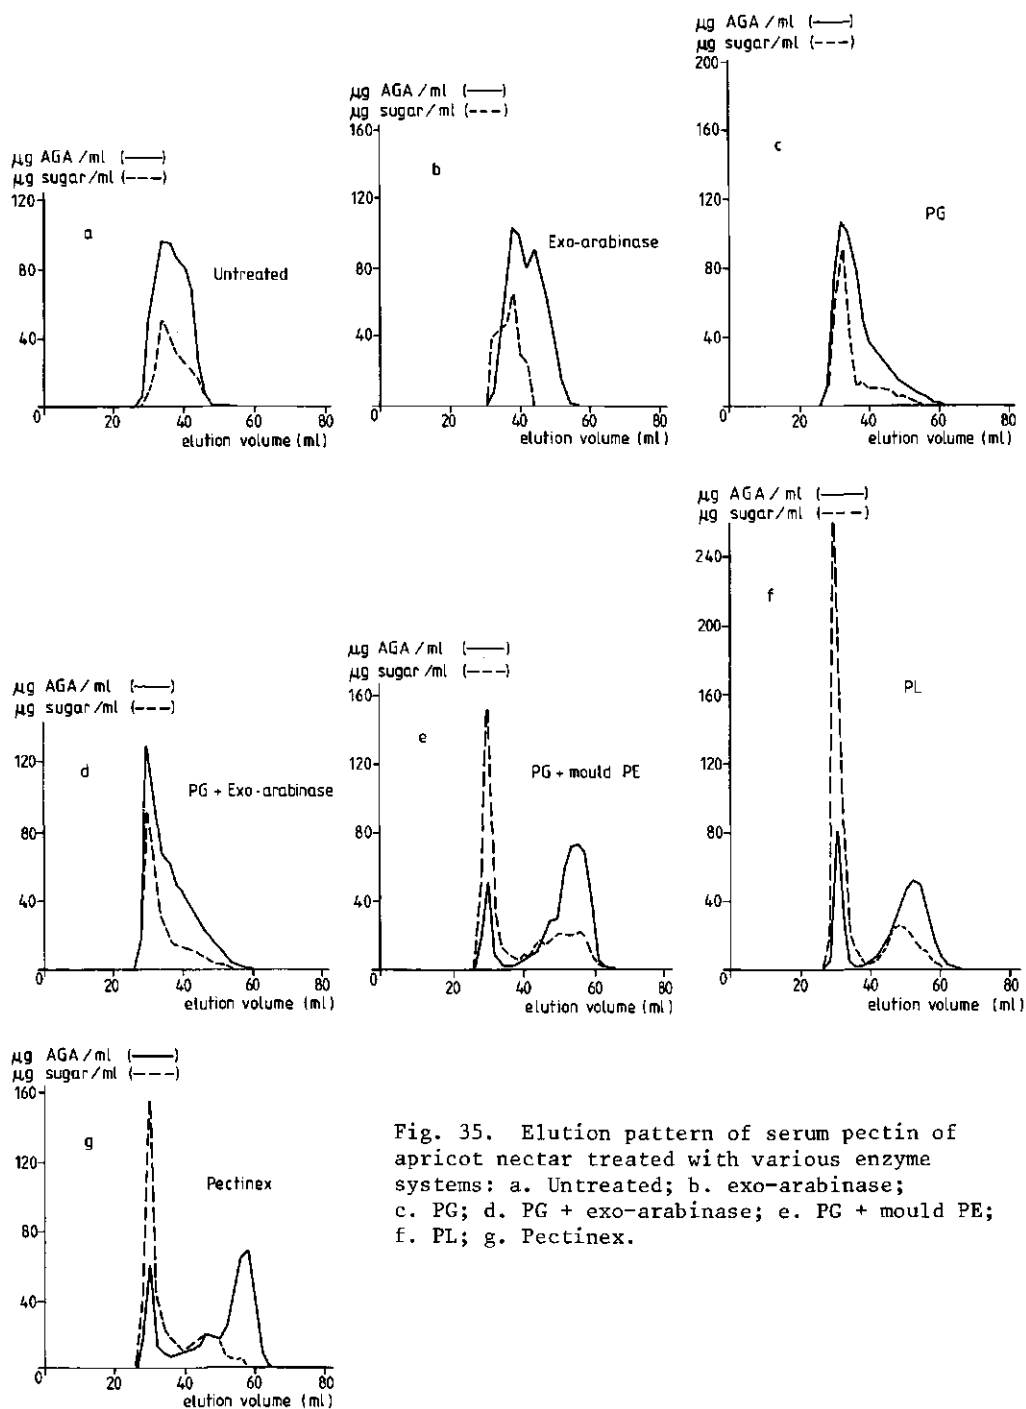 µg AGA/ml (——)
µg sugar/ml (---)
120
80
40
0
20
40
60
80
elution volume (ml)
a
Untreated
µg AGA/ml (——)
µg sugar/ml (---)
160
120
80
40
0
20
40
60
80
elution volume (ml)
b
Exo-arabinase
µg AGA/ml (——)
µg sugar/ml (---)
200
160
120
80
40
0
20
40
60
80
elution volume (ml)
c
PG
µg AGA/ml (——)
µg sugar/ml (---)
120
80
40
0
20
40
60
80
elution volume (ml)
d
PG + Exo-arabinase
µg AGA/ml (——)
µg sugar/ml (---)
160
120
80
40
0
20
40
60
80
elution volume (ml)
e
PG + mould PE
µg AGA/ml (——)
µg sugar/ml (---)
240
200
160
120
80
40
0
20
40
60
80
elution volume (ml)
f
PL
µg AGA/ml (——)
µg sugar/ml (---)
160
120
80
40
0
20
40
60
80
elution volume (ml)
g
Pectinex
Fig. 35. Elution pattern of serum pectin of
apricot nectar treated with various enzyme
systems: a. Untreated; b. exo-arabinase;
c. PG; d. PG + exo-arabinase; e. PG + mould PE;
f. PL; g. Pectinex.